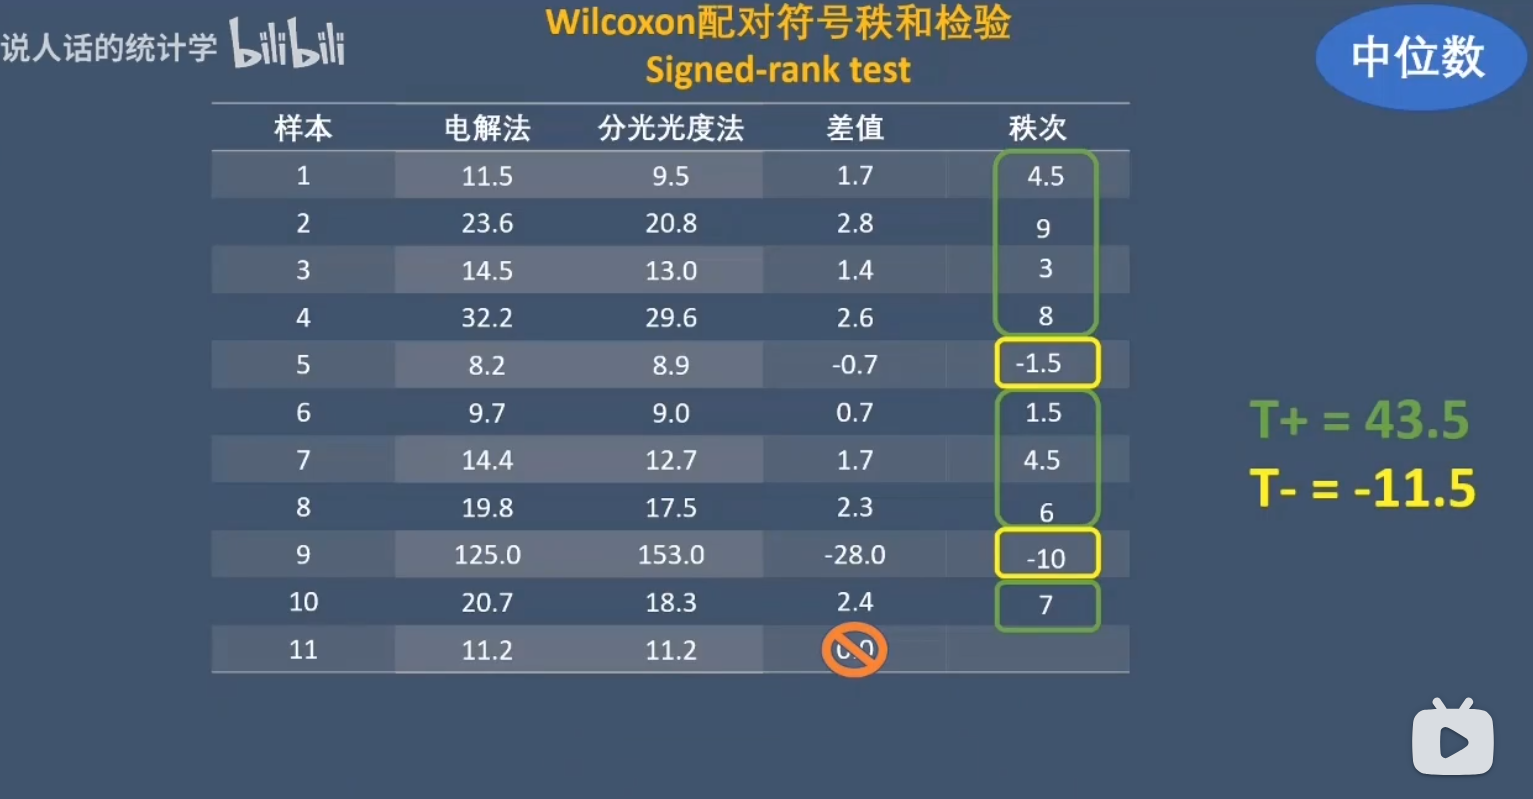 Wilcoxon配对符号秩和检验
说人话的统计学 bilibili
中位数
Signed-rank test
样本 电解法 分光光度法 差值 秩次
1 11.5 9.5 1.7 4.5
2 23.6 20.8 2.8 9
3 14.5 13.0 1.4 3
4 32.2 29.6 2.6 8
5 8.2 8.9 -0.7 -1.5
6 9.7 9.0 0.7 1.5
7 14.4 12.7 1.7 4.5
8 19.8 17.5 2.3 6
9 125.0 153.0 -28.0 -10
10 20.7 18.3 2.4 7
11 11.2 11.2 0.0
T+ = 43.5
T- = -11.5